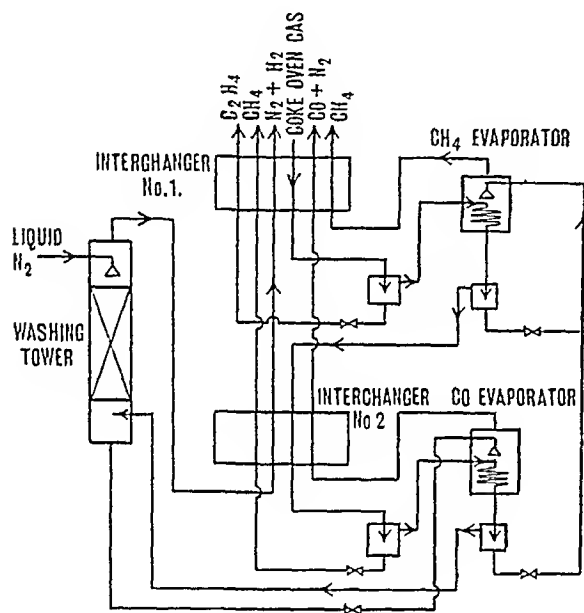 C2H4
CH4
N2 + H2
COKE OVEN GAS
CO + N2
CH4
CH4 EVAPORATOR
INTERCHANGER
No.1.
LIQUID
N2
WASHING
TOWER
INTERCHANGER
No 2
CO EVAPORATOR